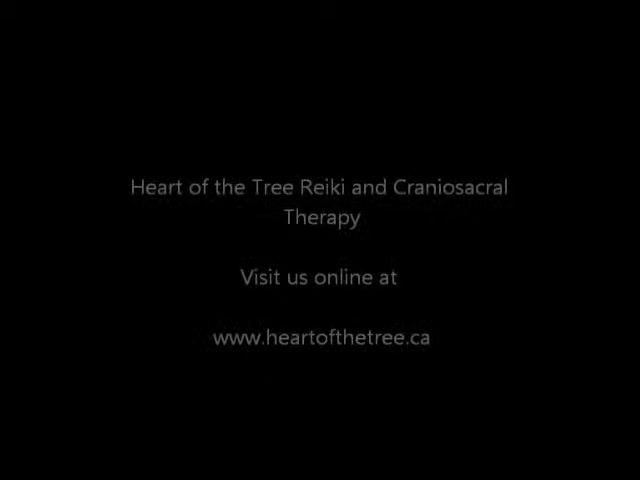 Heart of the Tree Reiki and Craniosacral
Therapy
Visit us online at
www.heartofthetree.ca